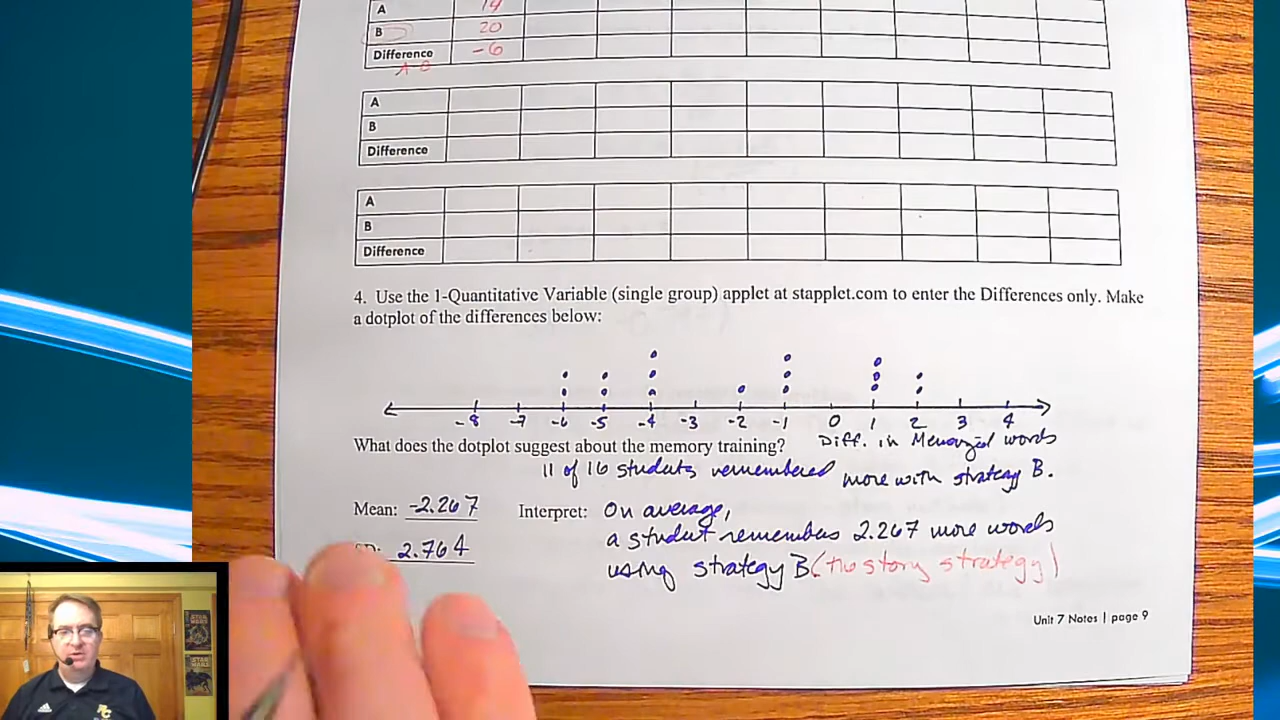 A 14
B 20
Difference -6
A
B
Difference
A
B
Difference
4. Use the 1-Quantitative Variable (single group) applet at stapplet.com to enter the Differences only. Make
a dotplot of the differences below:
-8 -7 -6 -5 -4 -3 -2 -1 0 1 2 3 4
What does the dotplot suggest about the memory training? Diff. in Memorized words
11 of 16 students remembered more with strategy B.
Mean: -2.267 Interpret: On average,
a student remembers 2.267 more words
2.764
using strategy B (the story strategy)
Unit 7 Notes | page 9
STAR WARS
STAR WARS